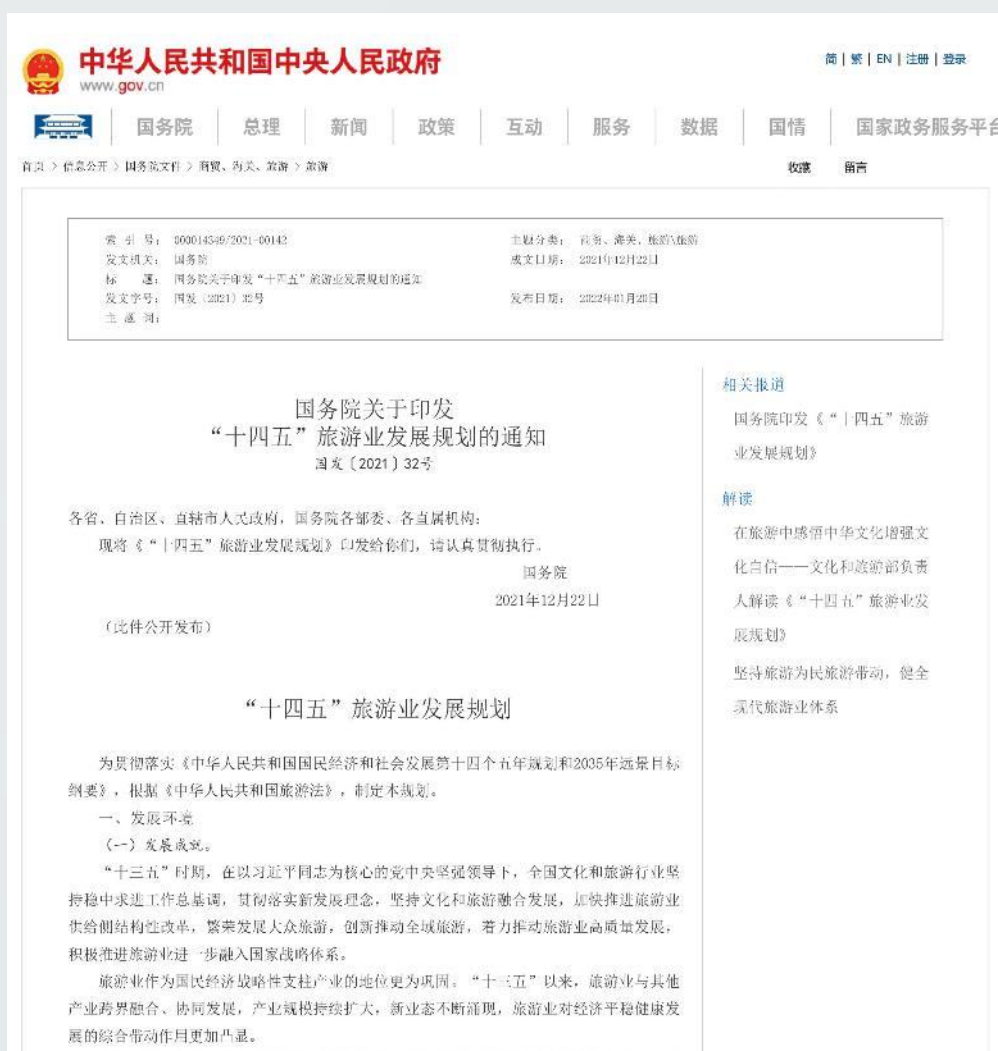 中华人民共和国中央人民政府
www.gov.cn
简 | 繁 | EN | 注册 | 登录
国务院 总理 新闻 政策 互动 服务 数据 国情 国家政务服务平台
首页 > 信息公开 > 国务院文件 > 商贸、海关、旅游 > 旅游
收藏 留言
索 引 号： 000014349/2021-00142
主题分类： 商贸、海关、旅游\旅游
发文机关： 国务院
成文日期： 2021年12月22日
标 题： 国务院关于印发“十四五”旅游业发展规划的通知
发文字号： 国发〔2021〕32号
发布日期： 2022年01月20日
主 题 词：
国务院关于印发
“十四五”旅游业发展规划的通知
国发〔2021〕32号
各省、自治区、直辖市人民政府，国务院各部委、各直属机构：
现将《“十四五”旅游业发展规划》印发给你们，请认真贯彻执行。
国务院
2021年12月22日
（此件公开发布）
“十四五”旅游业发展规划
为贯彻落实《中华人民共和国国民经济和社会发展第十四个五年规划和2035年远景目标
纲要》，根据《中华人民共和国旅游法》，制定本规划。
一、发展环境
（一）发展成就。
“十三五”时期，在以习近平同志为核心的党中央坚强领导下，全国文化和旅游行业坚
持稳中求进工作总基调，贯彻落实新发展理念，坚持文化和旅游融合发展，加快推进旅游业
供给侧结构性改革，繁荣发展大众旅游，创新推动全域旅游，着力推动旅游业高质量发展，
积极推进旅游业进一步融入国家战略体系。
旅游业作为国民经济战略性支柱产业的地位更为巩固。“十三五”以来，旅游业与其他
产业跨界融合、协同发展，产业规模持续扩大，新业态不断涌现，旅游业对经济平稳健康发
展的综合带动作用更加凸显。
相关报道
国务院印发《“十四五”旅游
业发展规划》
解读
在旅游中感悟中华文化增强文
化自信——文化和旅游部负责
人解读《“十四五”旅游业发
展规划》
坚持旅游为民旅游带动，健全
现代旅游业体系